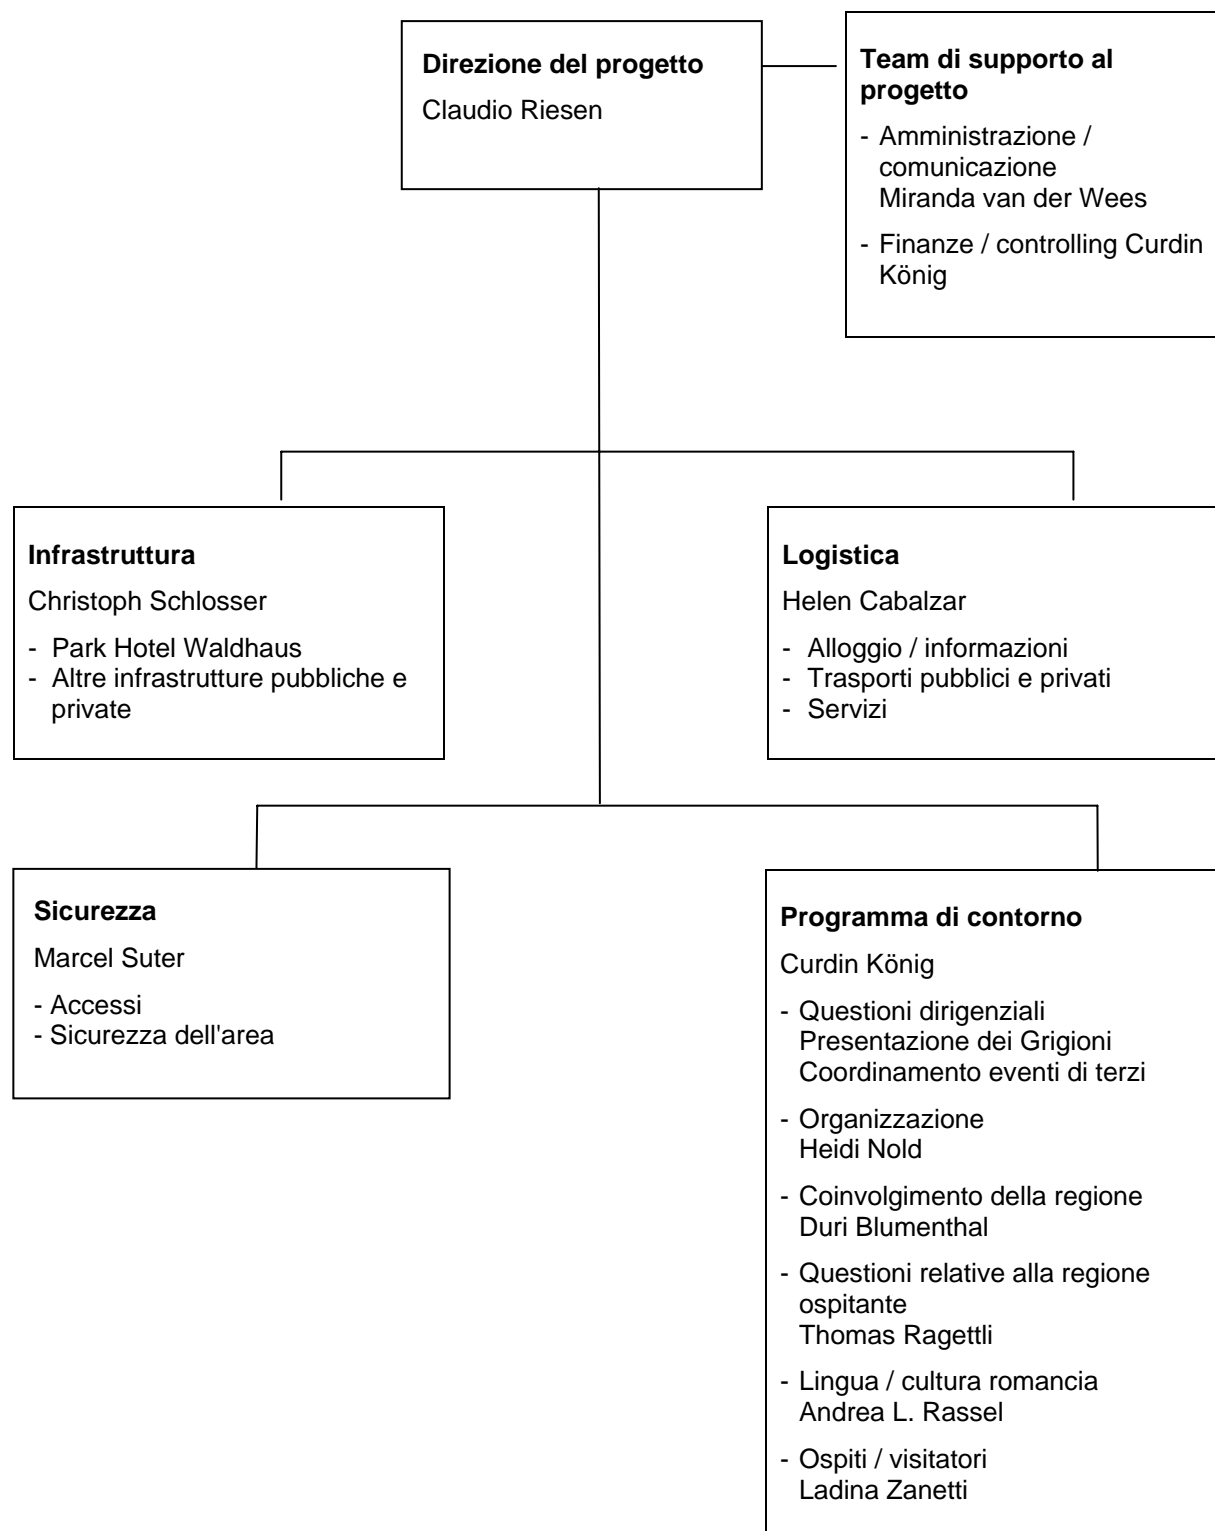 Direzione del progetto
Claudio Riesen
Team di supporto al
progetto
- Amministrazione /
comunicazione
Miranda van der Wees
- Finanze / controlling Curdin
König
Infrastruttura
Christoph Schlosser
- Park Hotel Waldhaus
- Altre infrastrutture pubbliche e
private
Logistica
Helen Cabalzar
- Alloggio / informazioni
- Trasporti pubblici e privati
- Servizi
Sicurezza
Marcel Suter
- Accessi
- Sicurezza dell'area
Programma di contorno
Curdin König
- Questioni dirigenziali
Presentazione dei Grigioni
Coordinamento eventi di terzi
- Organizzazione
Heidi Nold
- Coinvolgimento della regione
Duri Blumenthal
- Questioni relative alla regione
ospitante
Thomas Ragettli
- Lingua / cultura romancia
Andrea L. Rassel
- Ospiti / visitatori
Ladina Zanetti